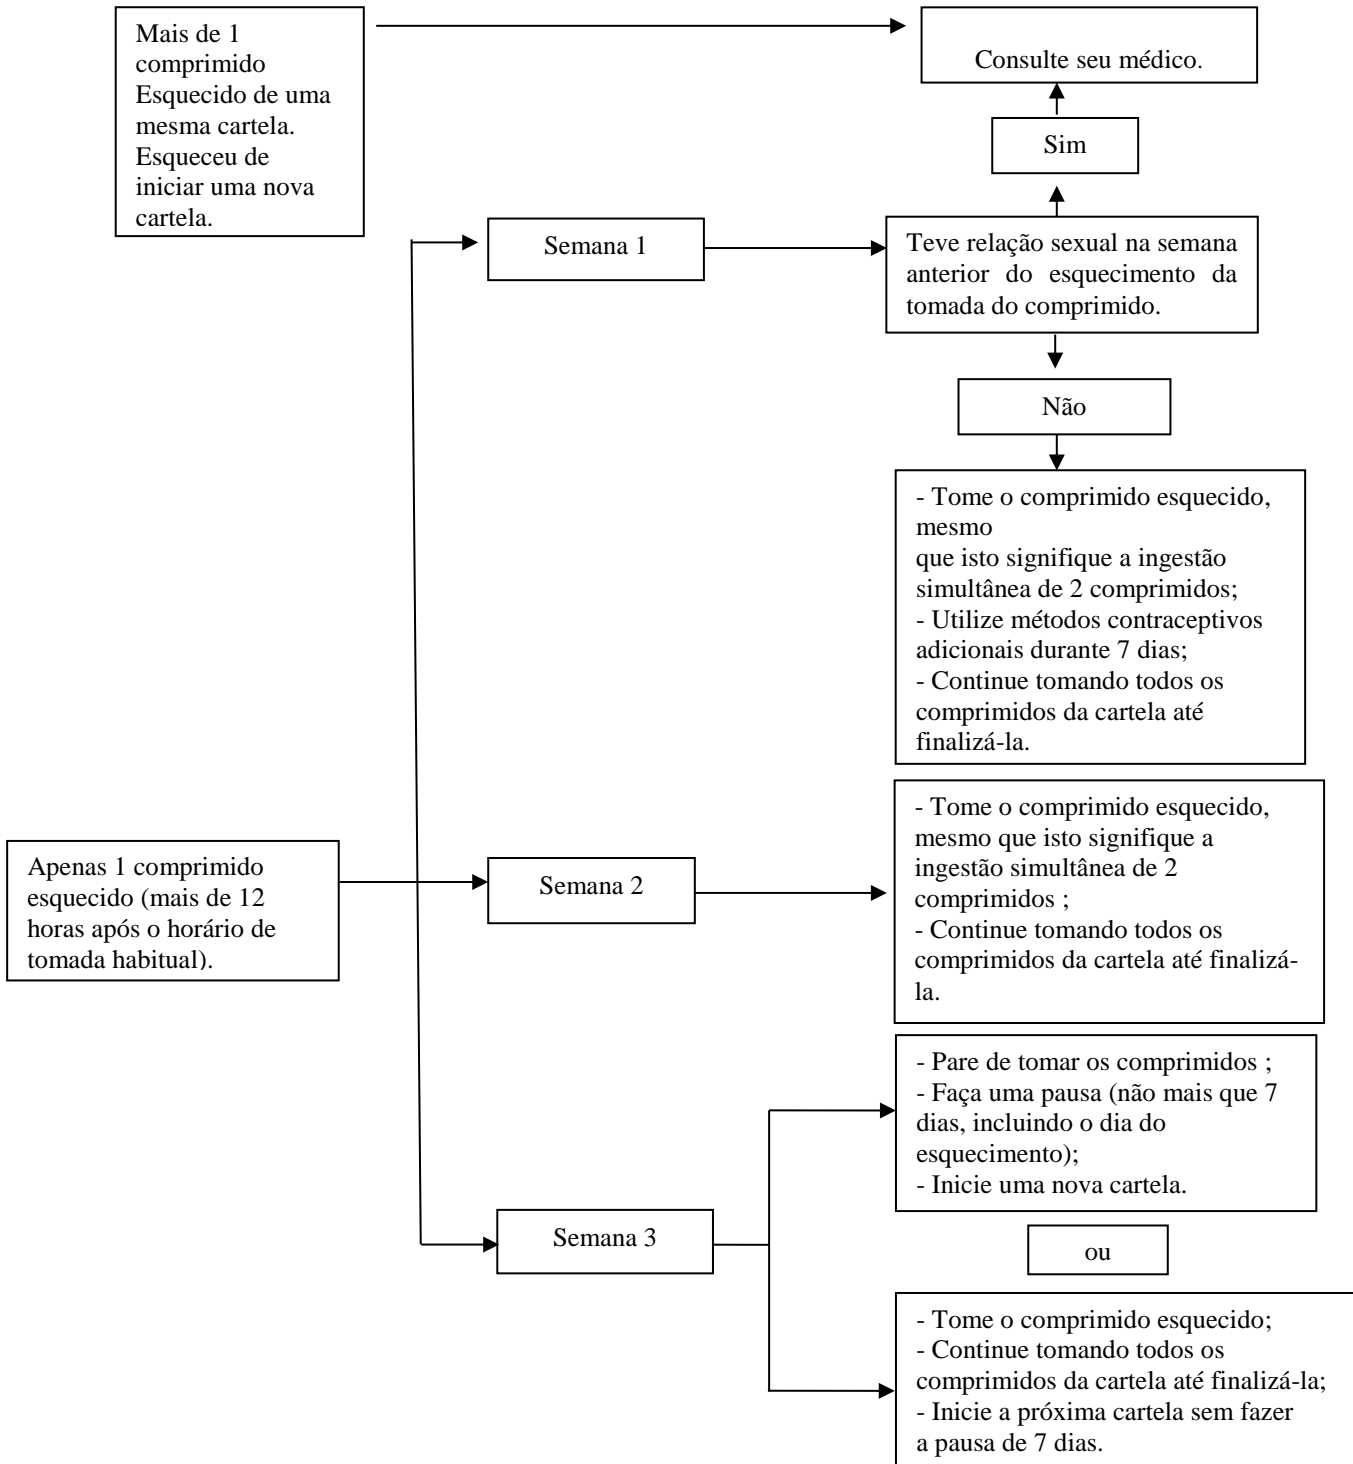 Mais de 1
comprimido
Esquecido de uma
mesma cartela.
Esqueceu de
iniciar uma nova
cartela.
Consulte seu médico.
Sim
Semana 1
Teve relação sexual na semana
anterior do esquecimento da
tomada do comprimido.
Não
- Tome o comprimido esquecido,
mesmo
que isto signifique a ingestão
simultânea de 2 comprimidos;
- Utilize métodos contraceptivos
adicionais durante 7 dias;
- Continue tomando todos os
comprimidos da cartela até
finalizá-la.
Apenas 1 comprimido
esquecido (mais de 12
horas após o horário de
tomada habitual).
Semana 2
- Tome o comprimido esquecido,
mesmo que isto signifique a
ingestão simultânea de 2
comprimidos ;
- Continue tomando todos os
comprimidos da cartela até finalizá-
la.
Semana 3
- Pare de tomar os comprimidos ;
- Faça uma pausa (não mais que 7
dias, incluindo o dia do
esquecimento);
- Inicie uma nova cartela.
ou
- Tome o comprimido esquecido;
- Continue tomando todos os
comprimidos da cartela até finalizá-la;
- Inicie a próxima cartela sem fazer
a pausa de 7 dias.